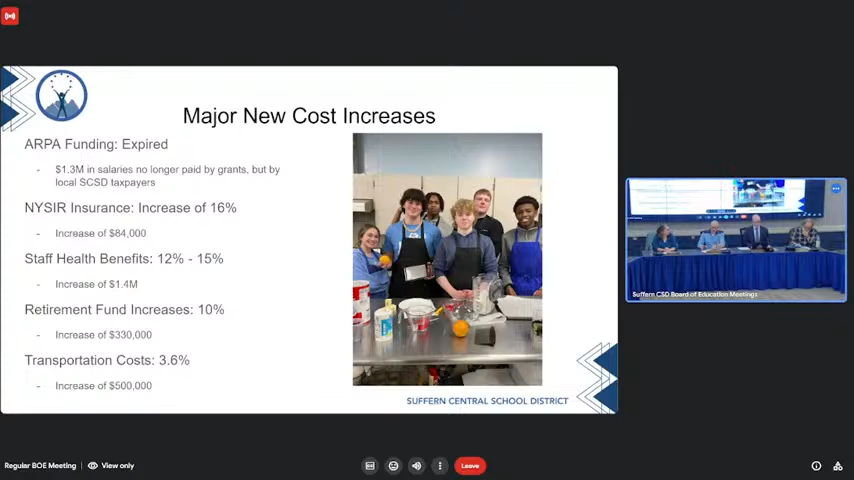 Major New Cost Increases
ARPA Funding: Expired
- $1.3M in salaries no longer paid by grants, but by
local SCSD taxpayers
NYSIR Insurance: Increase of 16%
- Increase of $84,000
Staff Health Benefits: 12% - 15%
- Increase of $1.4M
Retirement Fund Increases: 10%
- Increase of $330,000
Transportation Costs: 3.6%
- Increase of $500,000
SUFFERN CENTRAL SCHOOL DISTRICT
Suffern CSD Board of Education Meetings
Regular BOE Meeting | View only
Leave